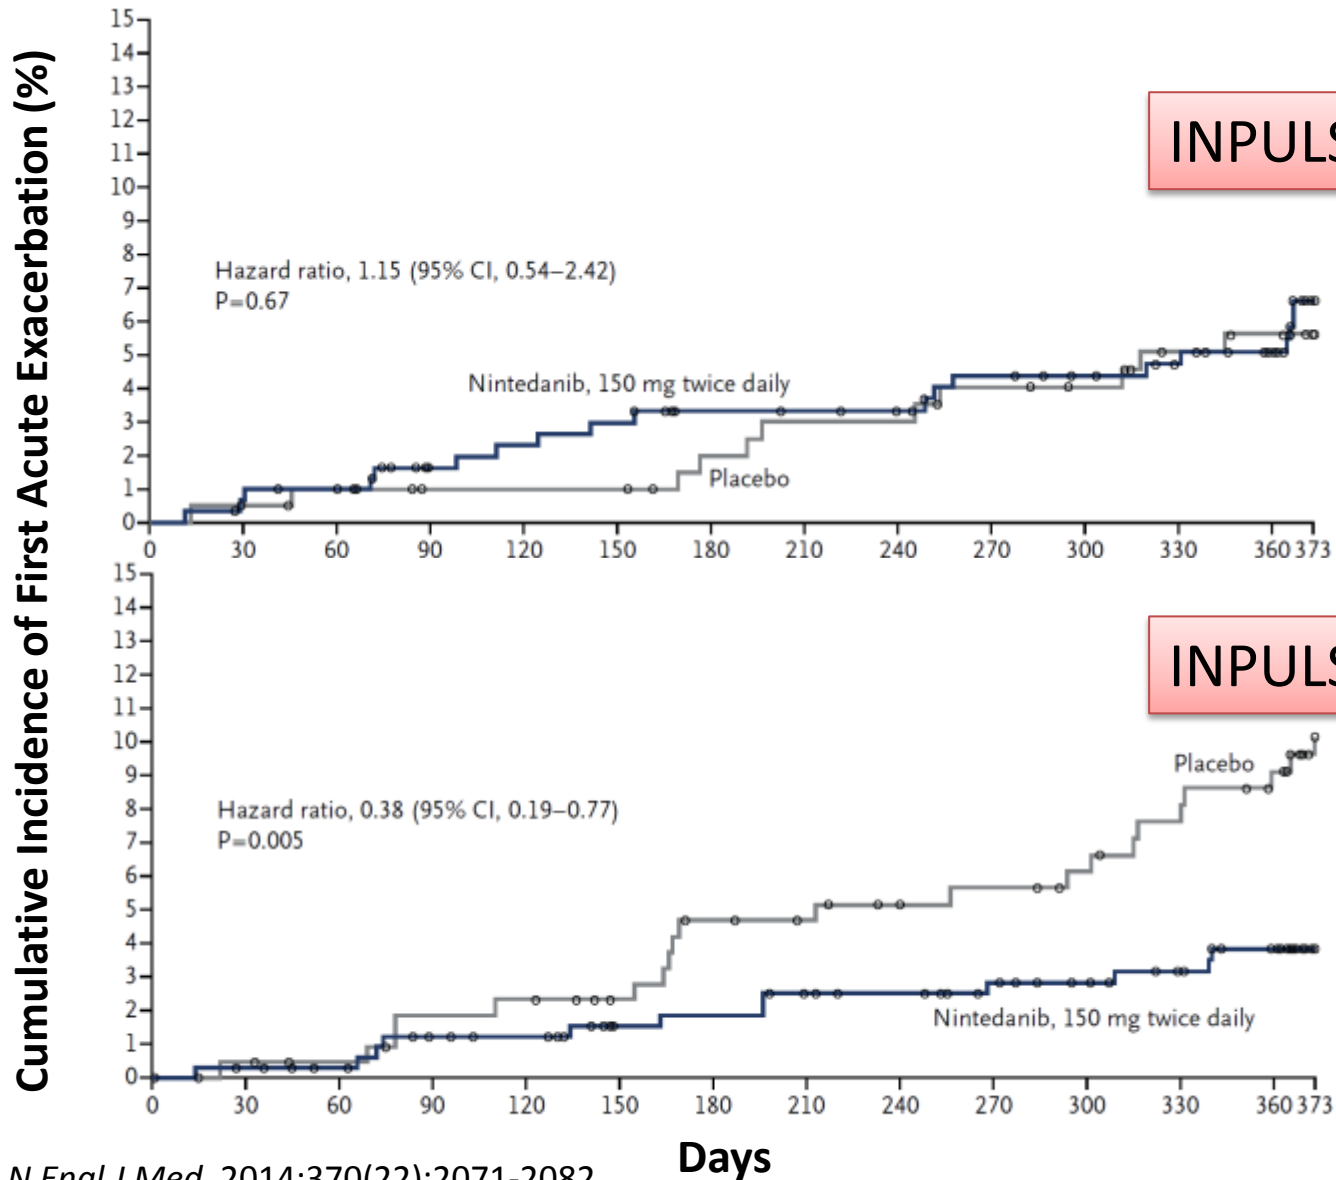 Cumulative Incidence of First Acute Exacerbation (%)
15
14
13
12
11
10
9
8
7
6
5
4
3
2
1
0
INPULS
Hazard ratio, 1.15 (95% CI, 0.54–2.42)
P=0.67
Nintedanib, 150 mg twice daily
Placebo
0 30 60 90 120 150 180 210 240 270 300 330 360 373
15
14
13
12
11
10
9
8
7
6
5
4
3
2
1
0
INPULS
Placebo
Hazard ratio, 0.38 (95% CI, 0.19–0.77)
P=0.005
Nintedanib, 150 mg twice daily
0 30 60 90 120 150 180 210 240 270 300 330 360 373
Days
N Engl J Med. 2014;370(22):2071-2082